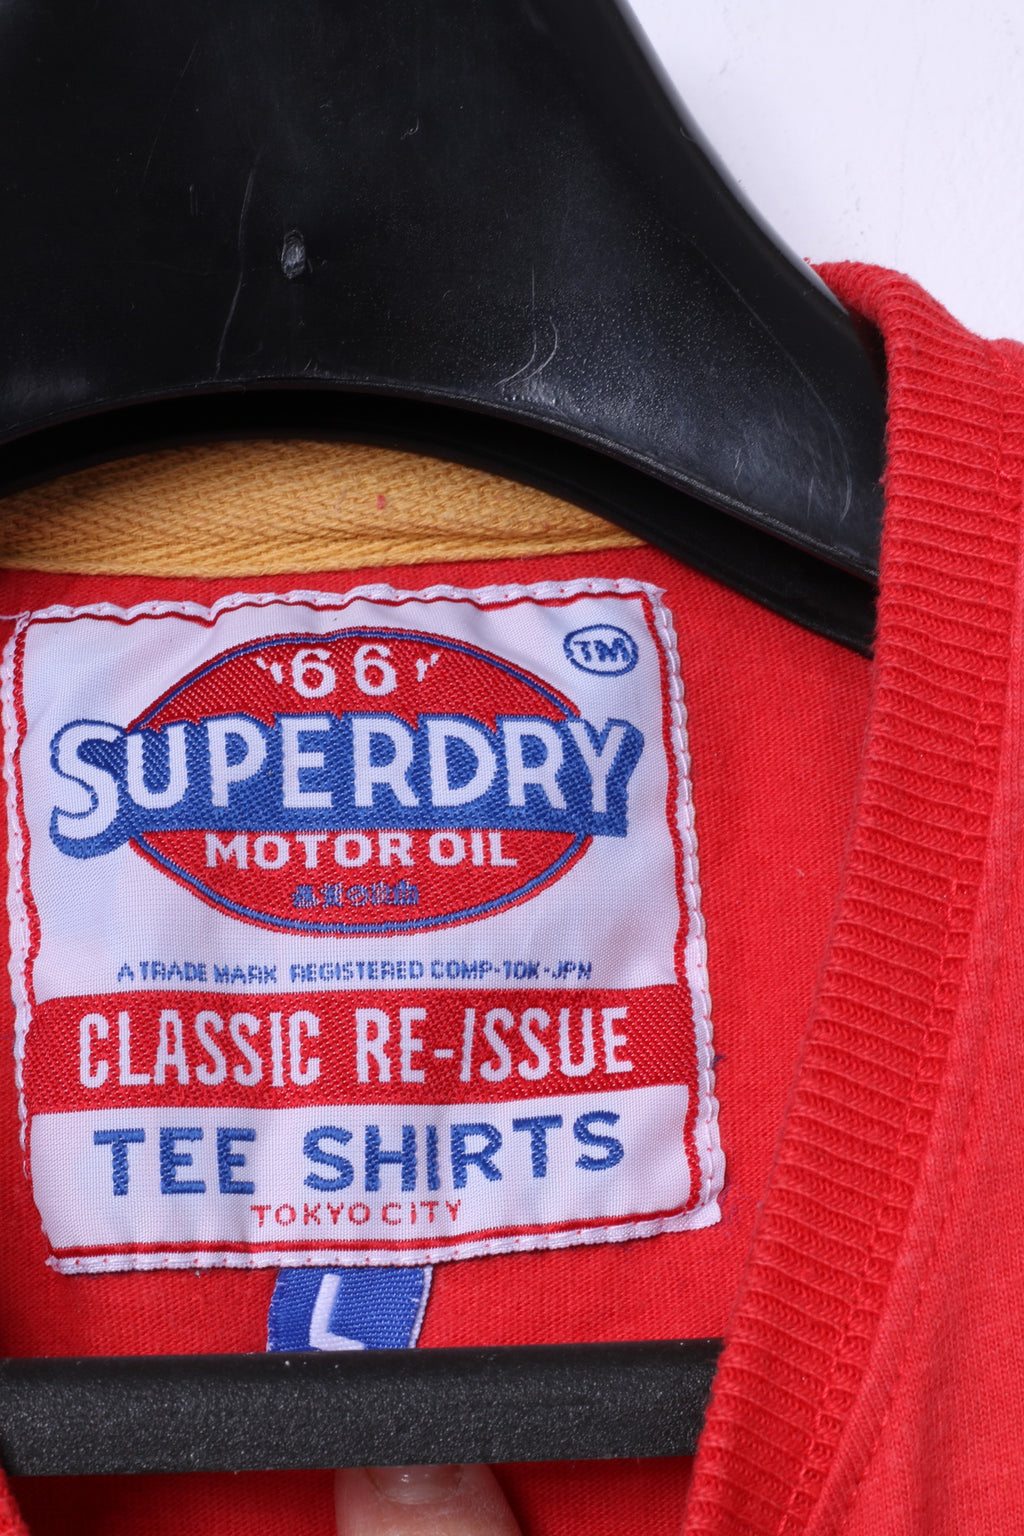 "66"
TM
SUPERDRY
MOTOR OIL
A TRADE MARK REGISTERED COMP-TOK-JPN
CLASSIC RE-ISSUE
TEE SHIRTS
TOKYO CITY
L